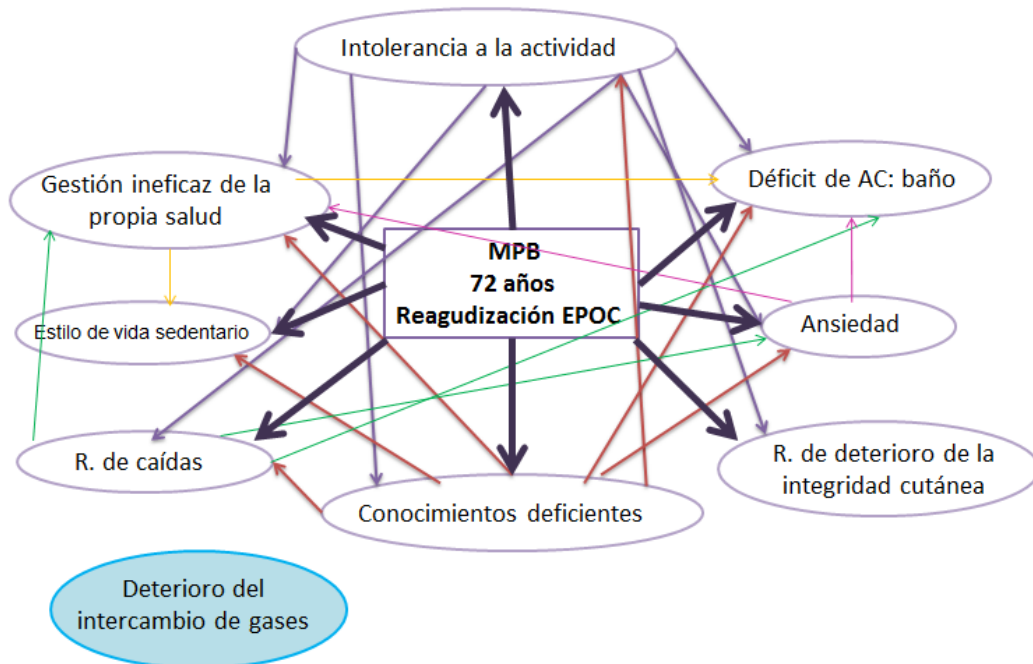 Intolerancia a la actividad
Gestión ineficaz de la
propia salud
Déficit de AC: baño
MPB
72 años
Reagudización EPOC
Estilo de vida sedentario
Ansiedad
R. de caídas
R. de deterioro de la
integridad cutánea
Conocimientos deficientes
Deterioro del
intercambio de gases